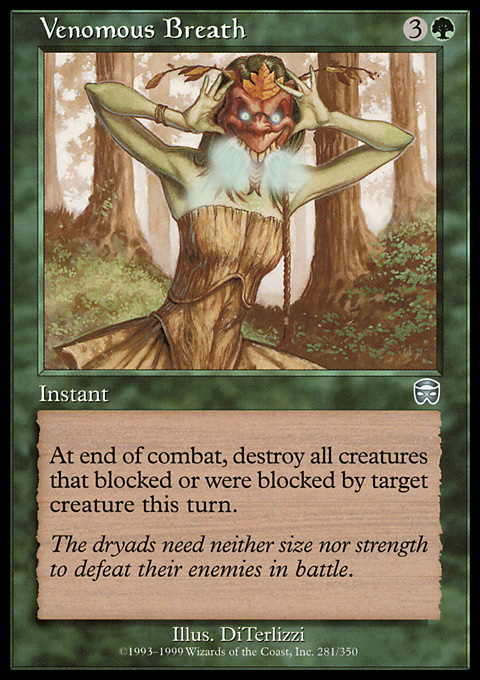 Venomous Breath 3
Instant
At end of combat, destroy all creatures
that blocked or were blocked by target
creature this turn.
The dryads need neither size nor strength
to defeat their enemies in battle.
Illus. DiTerlizzi
©1993–1999 Wizards of the Coast, Inc. 281/350